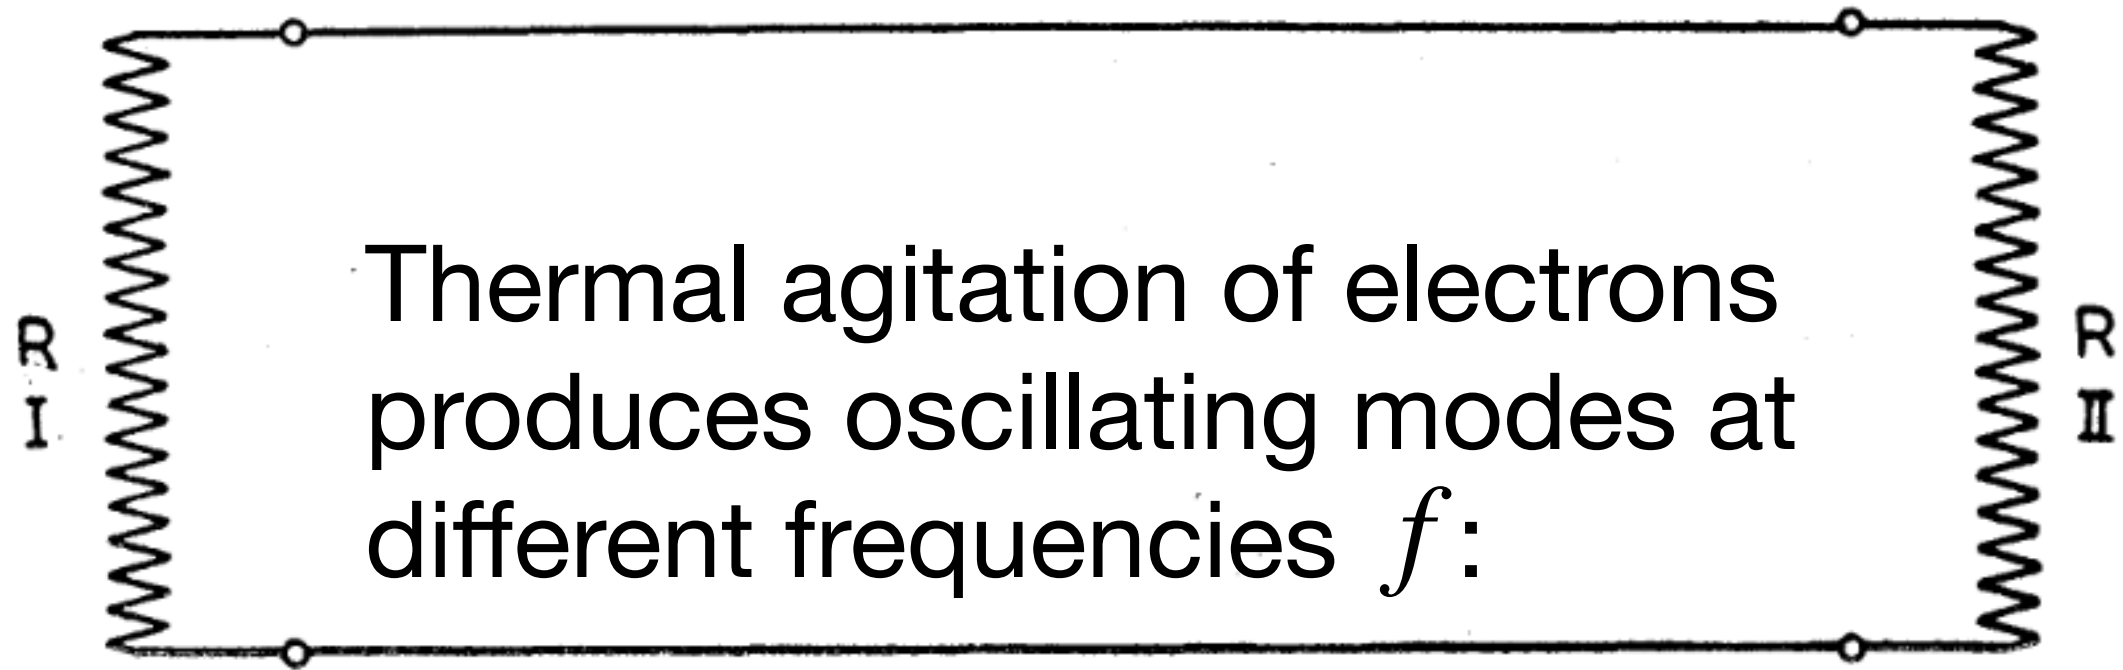 Thermal agitation of electrons
produces oscillating modes at
different frequencies f:
R
I
R
II